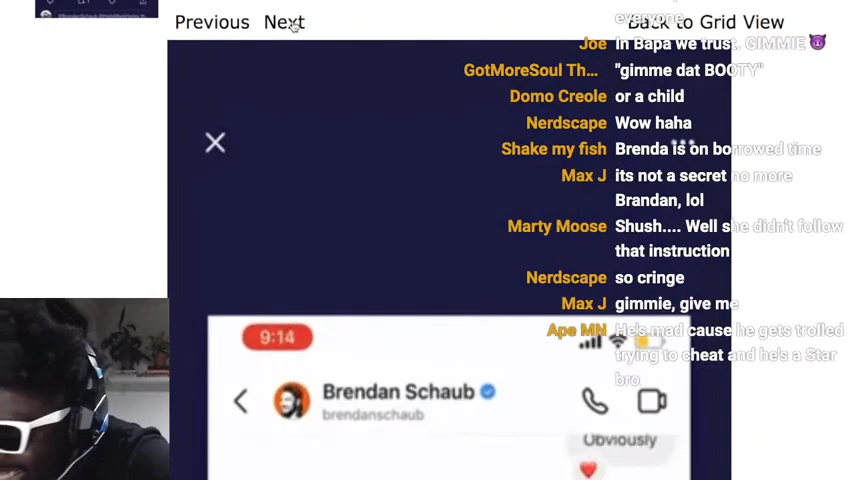 Previous Next
Back to Grid View
everyone
Joe In Bapa we trust. GIMMIE 😈
GotMoreSoul Th... "gimme dat BOOTY"
Domo Creole or a child
Nerdscape Wow haha
Shake my fish Brenda is on borrowed time
Max J its not a secret no more
Brandan, lol
Marty Moose Shush.... Well she didn't follow
that instruction
Nerdscape so cringe
Max J gimmie, give me
Ape MN He's mad cause he gets trolled
trying to cheat and he's a Star
bro
9:14
Brendan Schaub
brendanschaub
Obviously